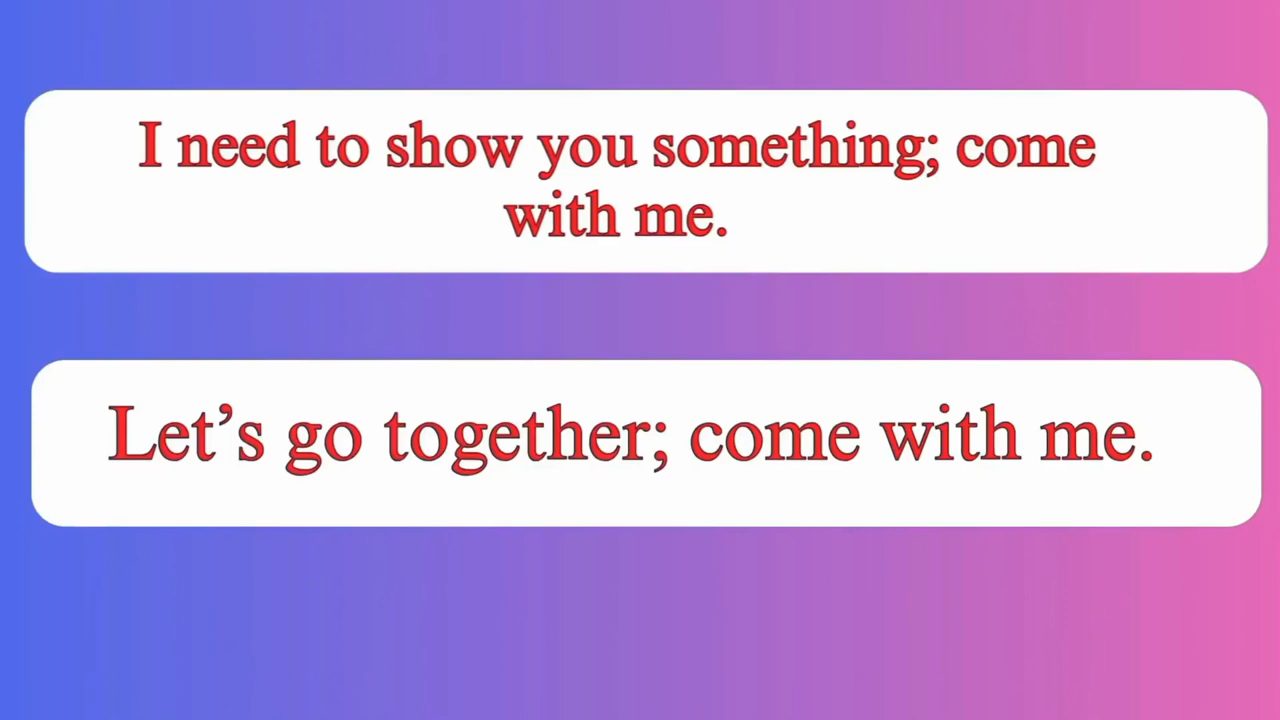 I need to show you something; come
with me.
Let’s go together; come with me.